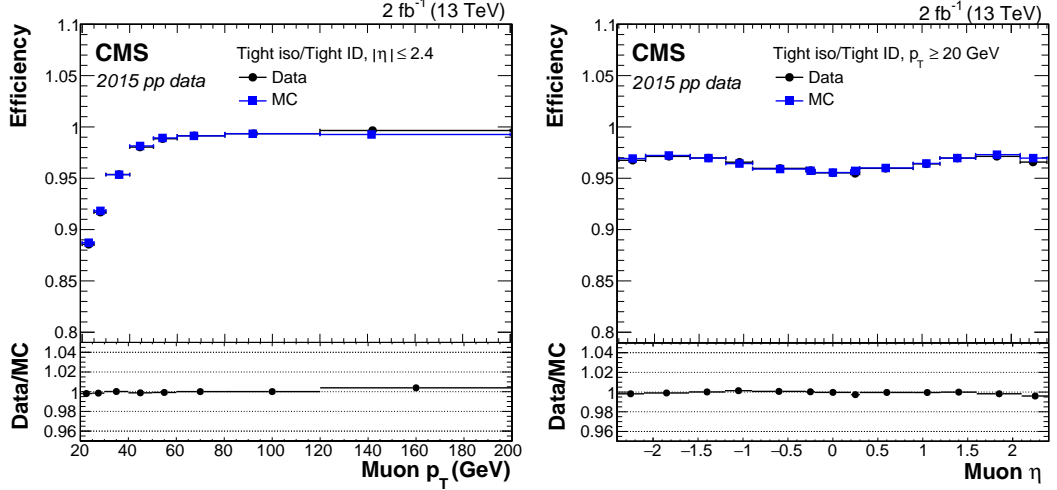 2 fb⁻¹ (13 TeV)
Efficiency
1.1
1.05
1
0.95
0.9
0.85
0.8
CMS
2015 pp data
Tight iso/Tight ID, |η| ≤ 2.4
Data
MC
Data/MC
1.04
1.02
1
0.98
0.96
20 40 60 80 100 120 140 160 180 200
Muon p_T (GeV)
2 fb⁻¹ (13 TeV)
Efficiency
1.1
1.05
1
0.95
0.9
0.85
0.8
CMS
2015 pp data
Tight iso/Tight ID, p_T ≥ 20 GeV
Data
MC
Data/MC
1.04
1.02
1
0.98
0.96
−2 −1.5 −1 −0.5 0 0.5 1 1.5 2
Muon η